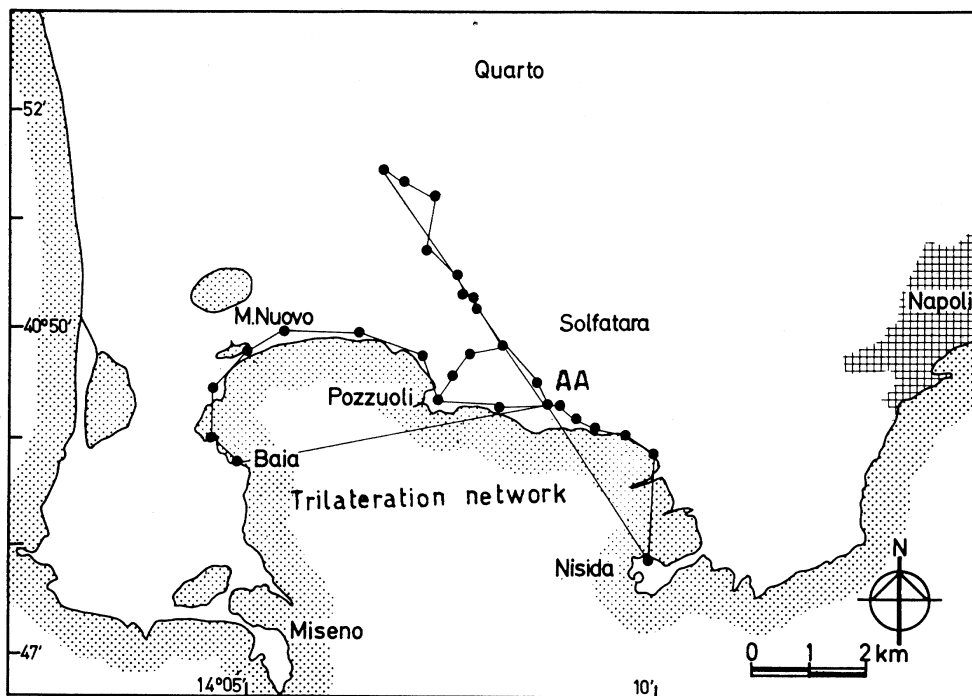 Quarto
52'
Napoli
M.Nuovo
Solfatara
40°50'
AA
Pozzuoli
Baia
Trilateration network
Nisida
N
Miseno
47'
0 1 2 km
14°05' 10'